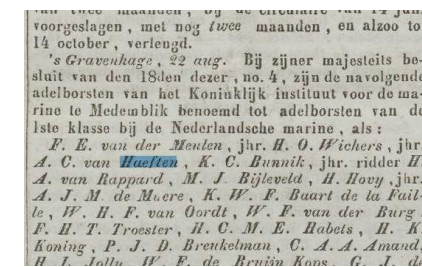 voorgeslagen, met nog twee maanden, en alzoo to
14 october, verlengd.
's Gravenhage, 22 aug. Bij zijner majesteits be-
sluit van den 18den dezer, no. 4, zijn de navolgende
adelborsten van het Koninklijk instituut voor de ma-
rine te Medemblik benoemd tot adelborsten van de
1ste klasse bij de Nederlandsche marine, als:
F. E. van der Meulen, jhr. H. O. Wichers, jhr.
A. C. van Haeften, K. C. Bunnik, jhr. ridder H.
A. van Rappard, M. J. Bijleveld, H. Hovy, jhr.
A. J. M. de Muere, K. W. F. Baart de la Fail-
le, W. H. F. van Oordt, W. F. van der Burg
F. H. T. Troester, H. C. M. E. Habets, H. K.
Koning, P. J. D. Brenkelman, C. A. A. Amand,
H. L. Jolly, W. F. de Bruijn Kops, G. J. de